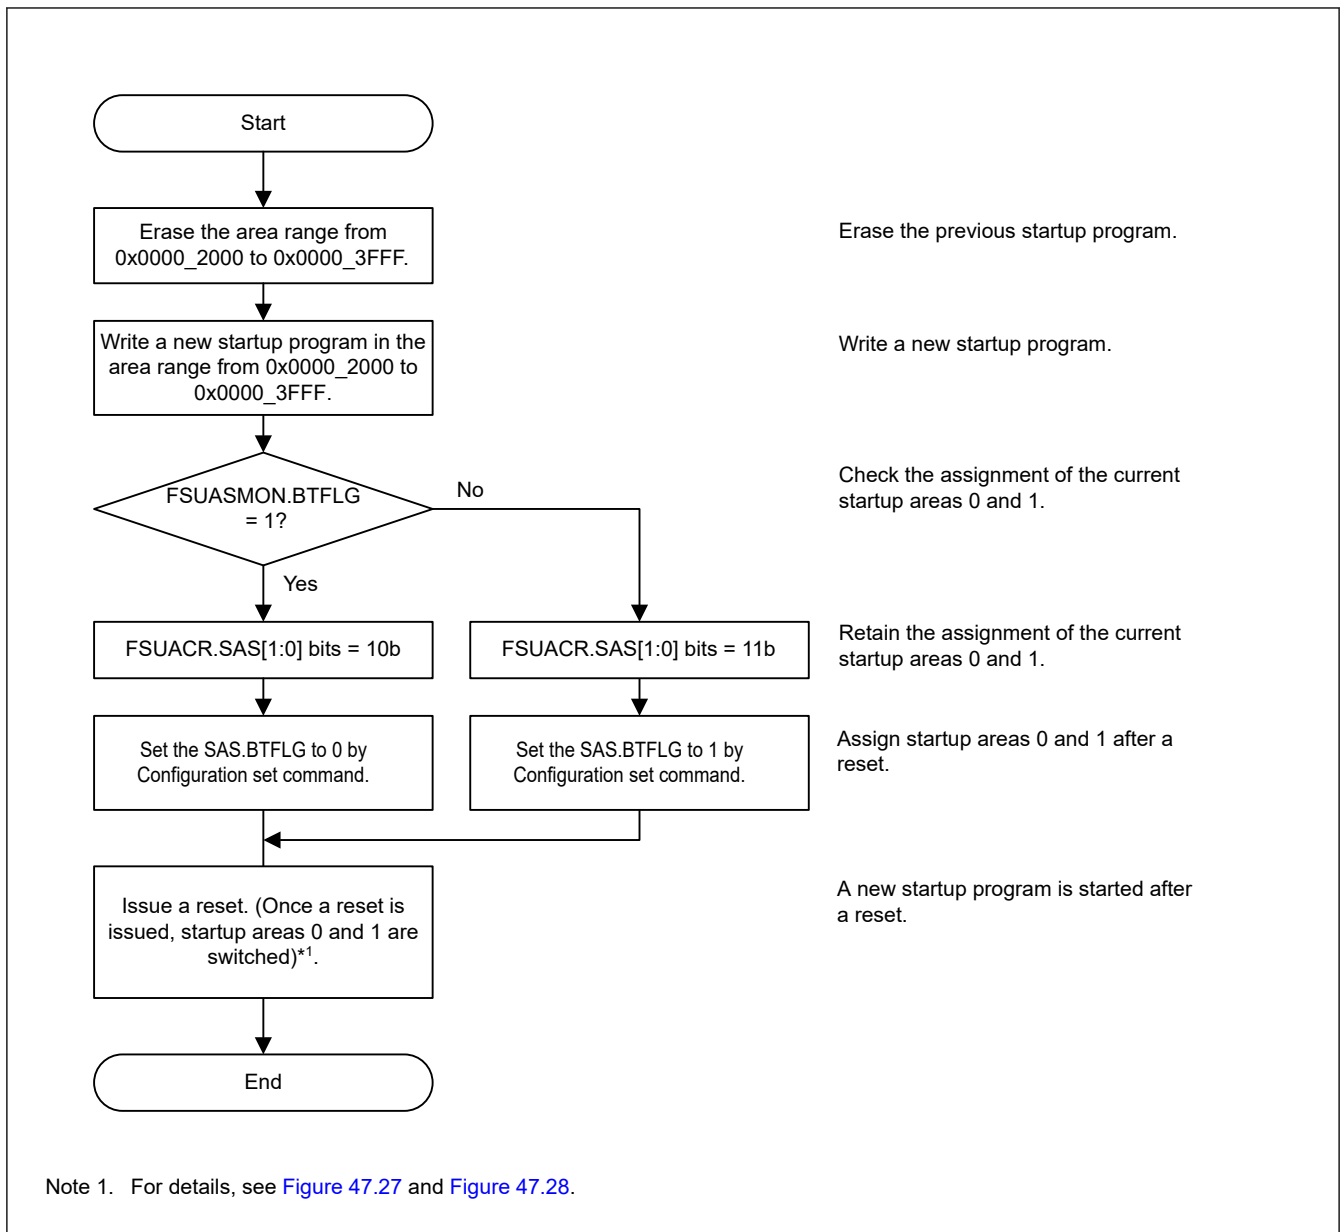 Start
Erase the area range from
0x0000_2000 to 0x0000_3FFF.
Erase the previous startup program.
Write a new startup program in the
area range from 0x0000_2000 to
0x0000_3FFF.
Write a new startup program.
FSUASMON.BTFLG
= 1?
No
Yes
Check the assignment of the current
startup areas 0 and 1.
FSUACR.SAS[1:0] bits = 10b
FSUACR.SAS[1:0] bits = 11b
Retain the assignment of the current
startup areas 0 and 1.
Set the SAS.BTFLG to 0 by
Configuration set command.
Set the SAS.BTFLG to 1 by
Configuration set command.
Assign startup areas 0 and 1 after a
reset.
Issue a reset. (Once a reset is
issued, startup areas 0 and 1 are
switched)*1.
A new startup program is started after
a reset.
End
Note 1. For details, see Figure 47.27 and Figure 47.28.